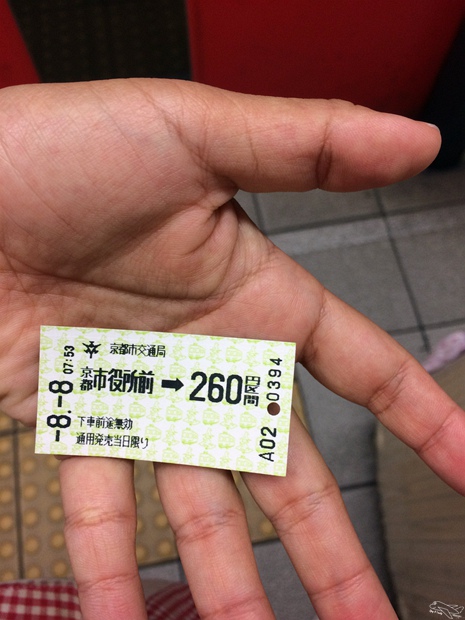 京都市交通局
京都市役所前➡260円区間
下車前途無効
通用発売当日限り
-8.-8 07:53
A02 0394